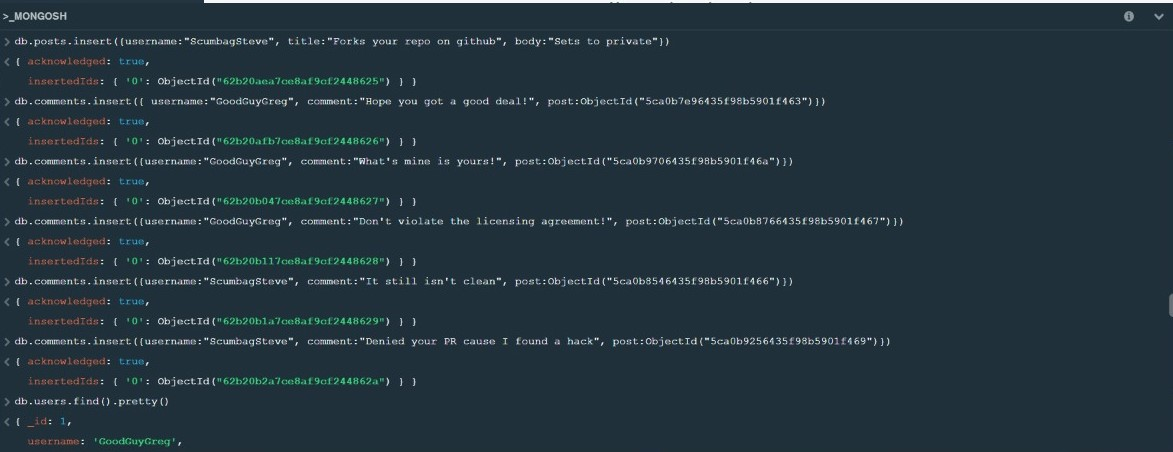 >_MONGOSH
> db.posts.insert({username:"ScumbagSteve", title:"Forks your repo on github", body:"Sets to private"})
< { acknowledged: true,
insertedIds: { '0': ObjectId("62b20aea7ce8af9cf2448625") } }
> db.comments.insert({ username:"GoodGuyGreg", comment:"Hope you got a good deal!", post:ObjectId("5ca0b7e96435f98b5901f463")})
< { acknowledged: true,
insertedIds: { '0': ObjectId("62b20afb7ce8af9cf2448626") } }
> db.comments.insert({username:"GoodGuyGreg", comment:"What's mine is yours!", post:ObjectId("5ca0b9706435f98b5901f46a")})
< { acknowledged: true,
insertedIds: { '0': ObjectId("62b20b047ce8af9cf2448627") } }
> db.comments.insert({username:"GoodGuyGreg", comment:"Don't violate the licensing agreement!", post:ObjectId("5ca0b8766435f98b5901f467")})
< { acknowledged: true,
insertedIds: { '0': ObjectId("62b20b117ce8af9cf2448628") } }
> db.comments.insert({username:"ScumbagSteve", comment:"It still isn't clean", post:ObjectId("5ca0b8546435f98b5901f466")})
< { acknowledged: true,
insertedIds: { '0': ObjectId("62b20b1a7ce8af9cf2448629") } }
> db.comments.insert({username:"ScumbagSteve", comment:"Denied your PR cause I found a hack", post:ObjectId("5ca0b9256435f98b5901f469")})
< { acknowledged: true,
insertedIds: { '0': ObjectId("62b20b2a7ce8af9cf244862a") } }
> db.users.find().pretty()
< { _id: 1,
username: 'GoodGuyGreg',